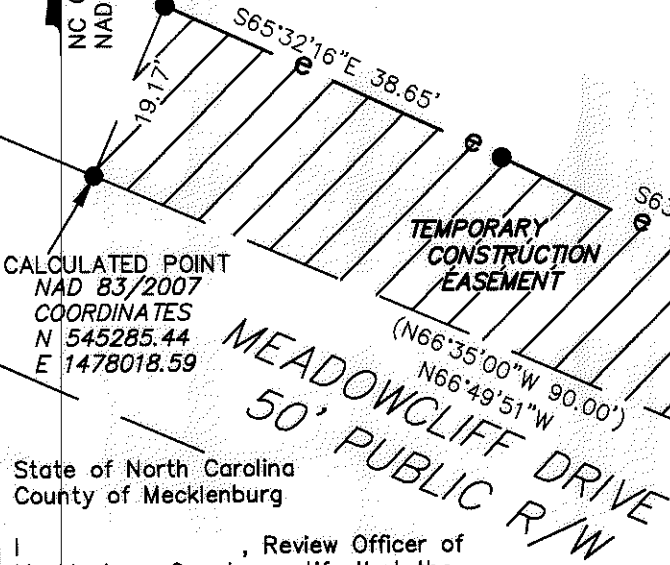 NC
NAD
S65°32'16"E 38.65'
19.17'
S63
TEMPORARY
CONSTRUCTION
EASEMENT
CALCULATED POINT
NAD 83/2007
COORDINATES
N 545285.44
E 1478018.59
(N66°35'00"W 90.00')
N66°49'51"W
MEADOWCLIFF DRIVE
50' PUBLIC R/W
State of North Carolina
County of Mecklenburg
I , Review Officer of